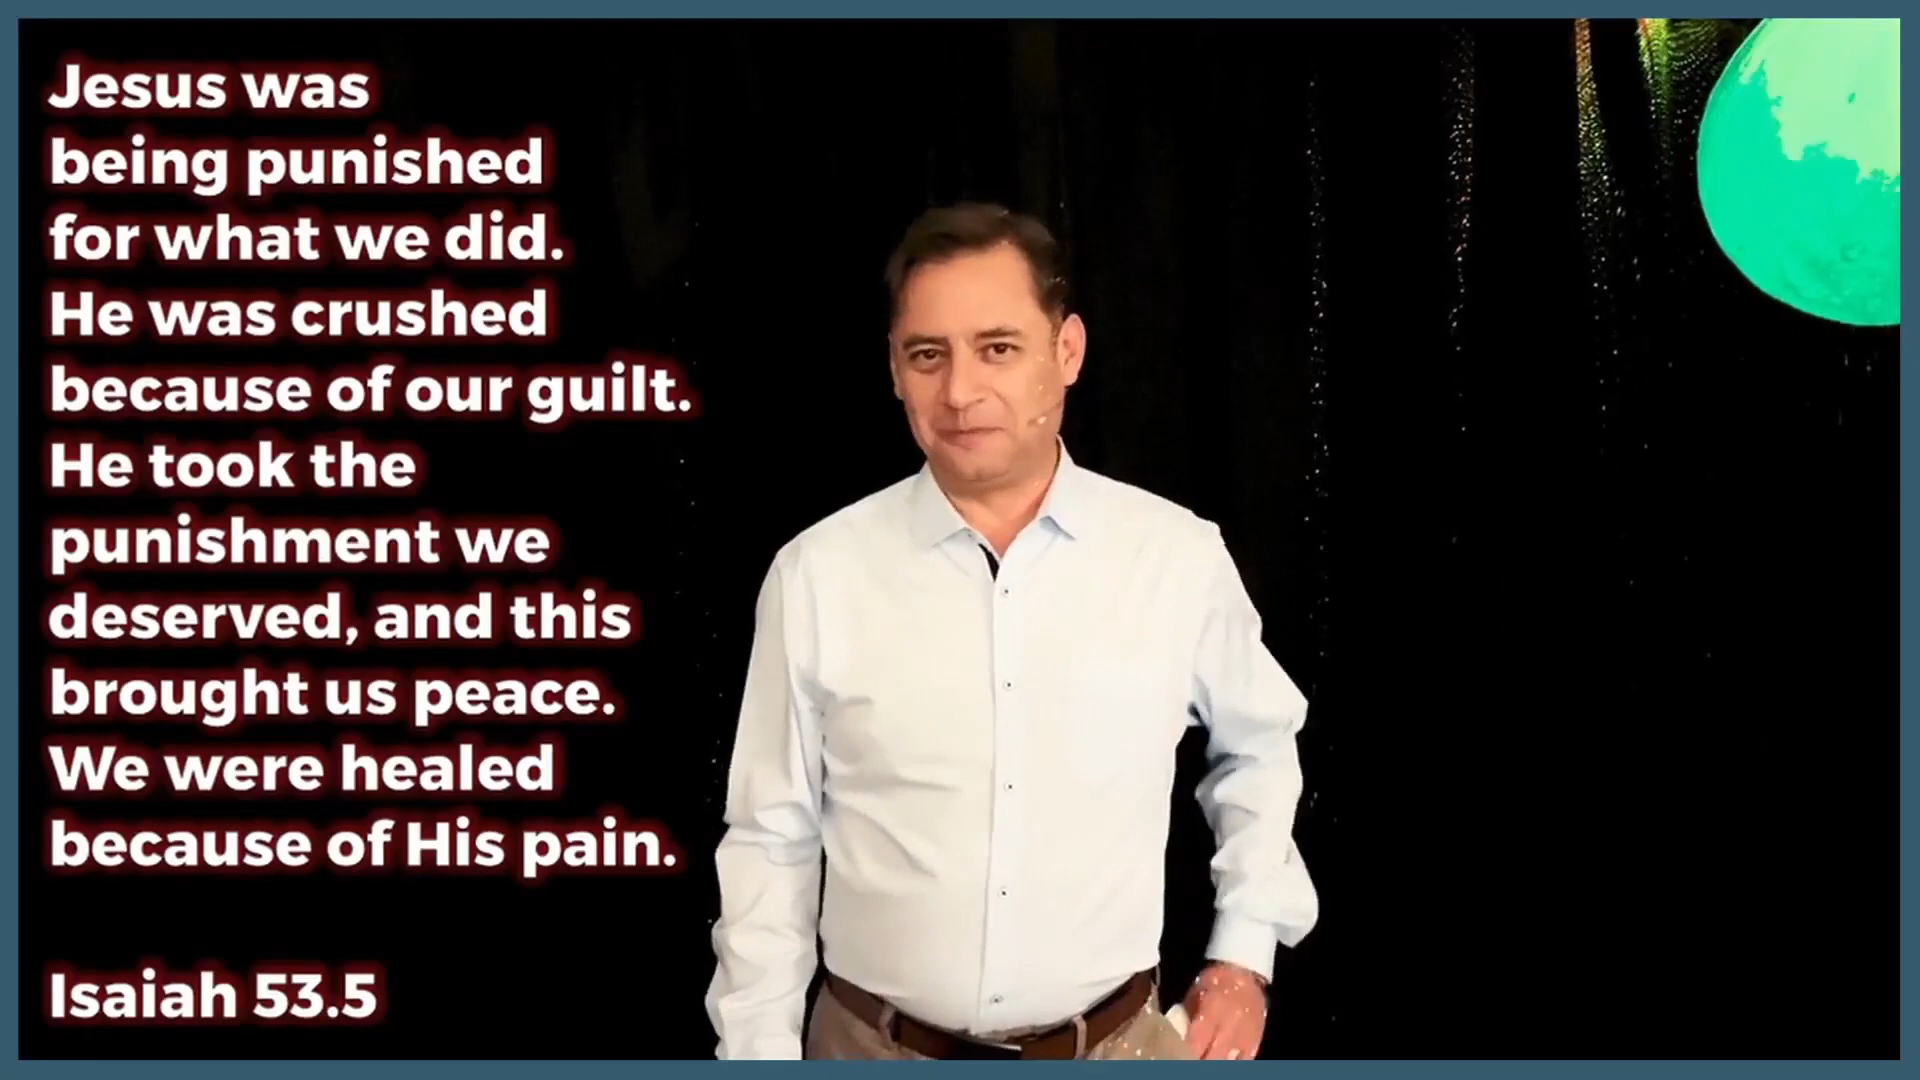 Jesus was
being punished
for what we did.
He was crushed
because of our guilt.
He took the
punishment we
deserved, and this
brought us peace.
We were healed
because of His pain.
Isaiah 53.5